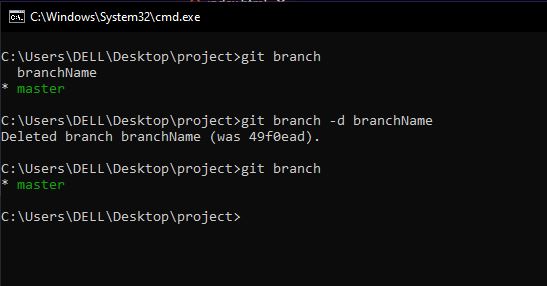 C:\Windows\System32\cmd.exe
C:\Users\DELL\Desktop\project>git branch
  branchName
* master
C:\Users\DELL\Desktop\project>git branch -d branchName
Deleted branch branchName (was 49f0ead).
C:\Users\DELL\Desktop\project>git branch
* master
C:\Users\DELL\Desktop\project>